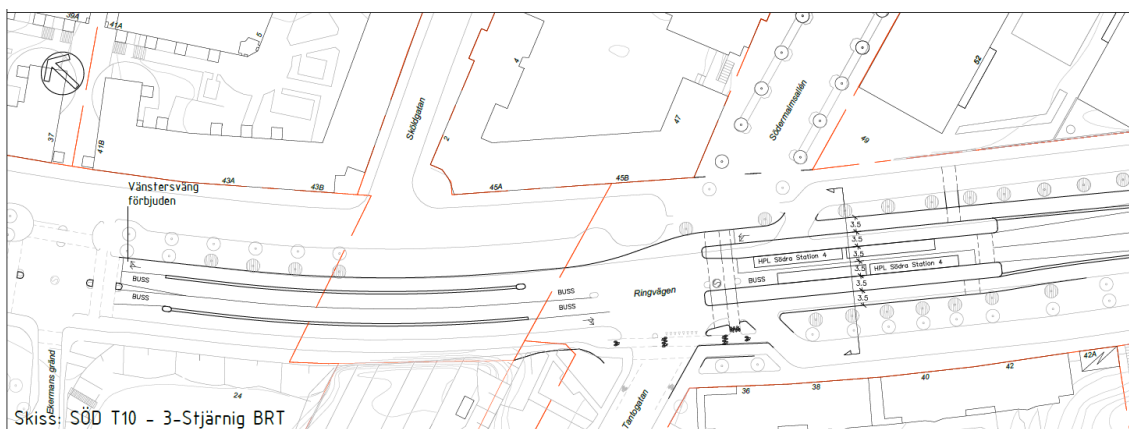 39A
41A
5
4
Sköldgatan
2
47
Södermalmsallén
52
49
37
41B
43A
43B
45A
45B
Vänstersväng
förbjuden
3.5
3.5
3.5
3.5
3.5
3.5
HPL Södra Station 4
HPL Södra Station 4
BUSS
BUSS
BUSS
BUSS
Ringvägen
Ekermans gränd
24
Tantogatan
36
38
40
42
42A
Skiss: SÖD T10 - 3-Stjärnig BRT